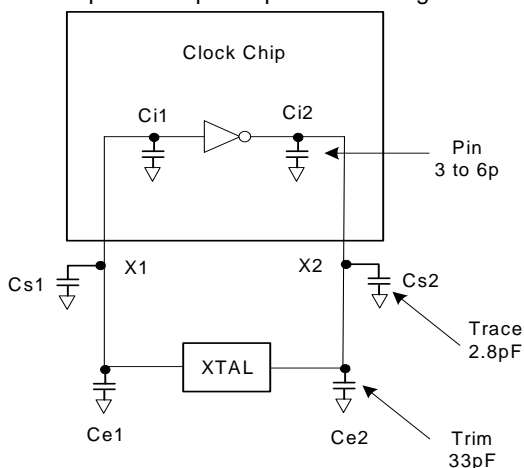 Clock Chip
Ci1
Ci2
Pin
3 to 6p
X1
X2
Cs1
Cs2
Trace
2.8pF
XTAL
Ce1
Ce2
Trim
33pF